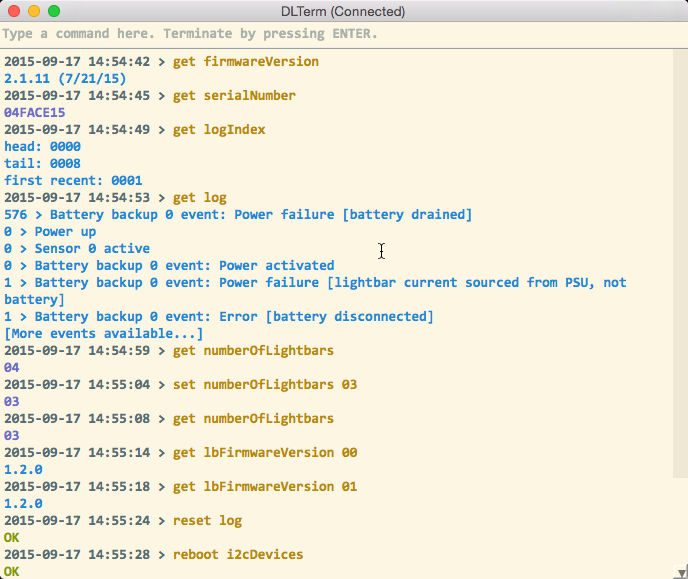 DLTerm (Connected)
Type a command here. Terminate by pressing ENTER.
2015-09-17 14:54:42 > get firmwareVersion
2.1.11 (7/21/15)
2015-09-17 14:54:45 > get serialNumber
04FACE15
2015-09-17 14:54:49 > get logIndex
head: 0000
tail: 0008
first recent: 0001
2015-09-17 14:54:53 > get log
576 > Battery backup 0 event: Power failure [battery drained]
0 > Power up
0 > Sensor 0 active
0 > Battery backup 0 event: Power activated
1 > Battery backup 0 event: Power failure [lightbar current sourced from PSU, not
battery]
1 > Battery backup 0 event: Error [battery disconnected]
[More events available...]
2015-09-17 14:54:59 > get numberOfLightbars
04
2015-09-17 14:55:04 > set numberOfLightbars 03
03
2015-09-17 14:55:08 > get numberOfLightbars
03
2015-09-17 14:55:14 > get lbFirmwareVersion 00
1.2.0
2015-09-17 14:55:18 > get lbFirmwareVersion 01
1.2.0
2015-09-17 14:55:24 > reset log
OK
2015-09-17 14:55:28 > reboot i2cDevices
OK